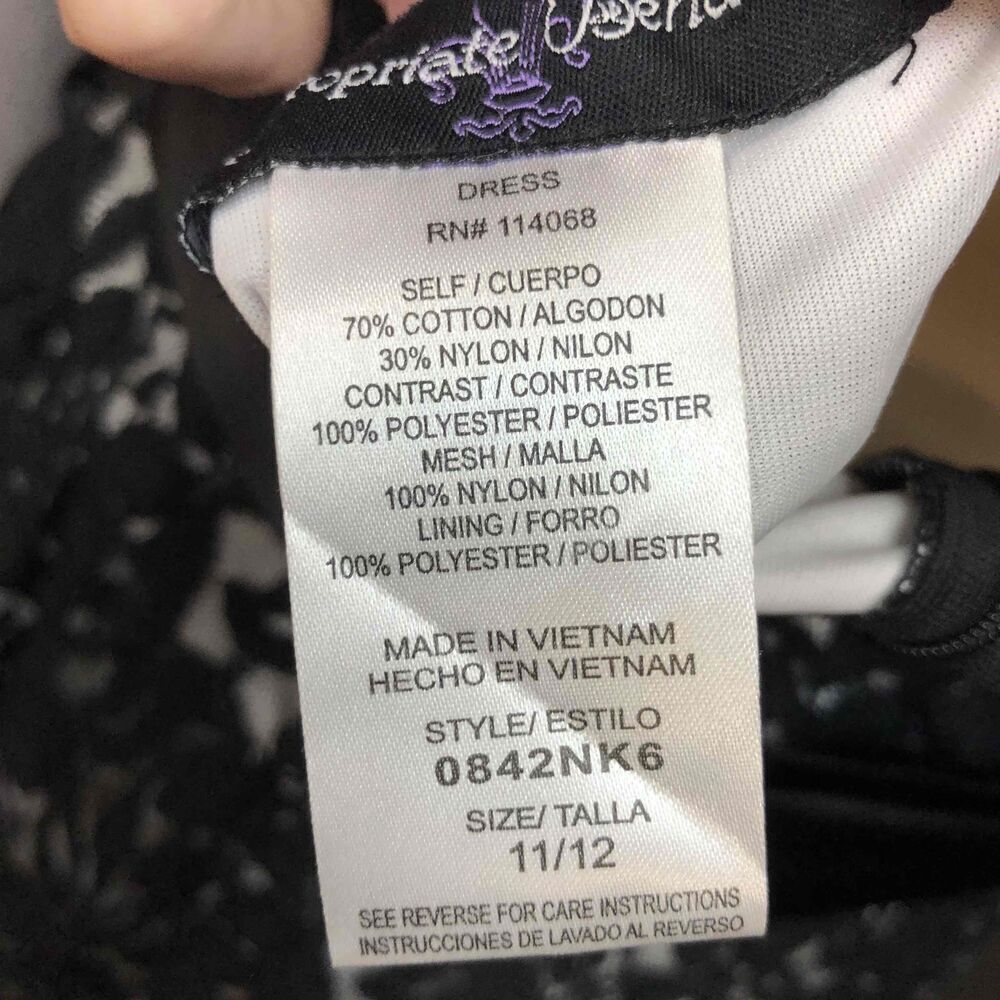 DRESS
RN# 114068
SELF / CUERPO
70% COTTON / ALGODON
30% NYLON / NILON
CONTRAST / CONTRASTE
100% POLYESTER / POLIESTER
MESH / MALLA
100% NYLON / NILON
LINING / FORRO
100% POLYESTER / POLIESTER
MADE IN VIETNAM
HECHO EN VIETNAM
STYLE/ ESTILO
0842NK6
SIZE/ TALLA
11/12
SEE REVERSE FOR CARE INSTRUCTIONS
INSTRUCCIONES DE LAVADO AL REVERSO